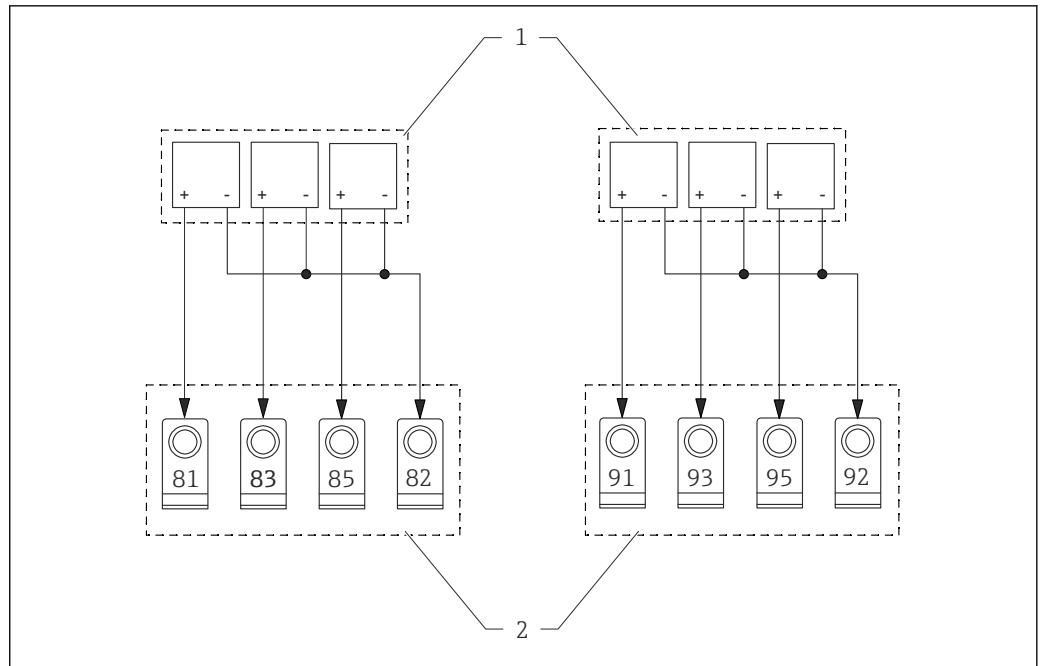 1
+ - + - + - + - + - + -
81 83 85 82 91 93 95 92
2